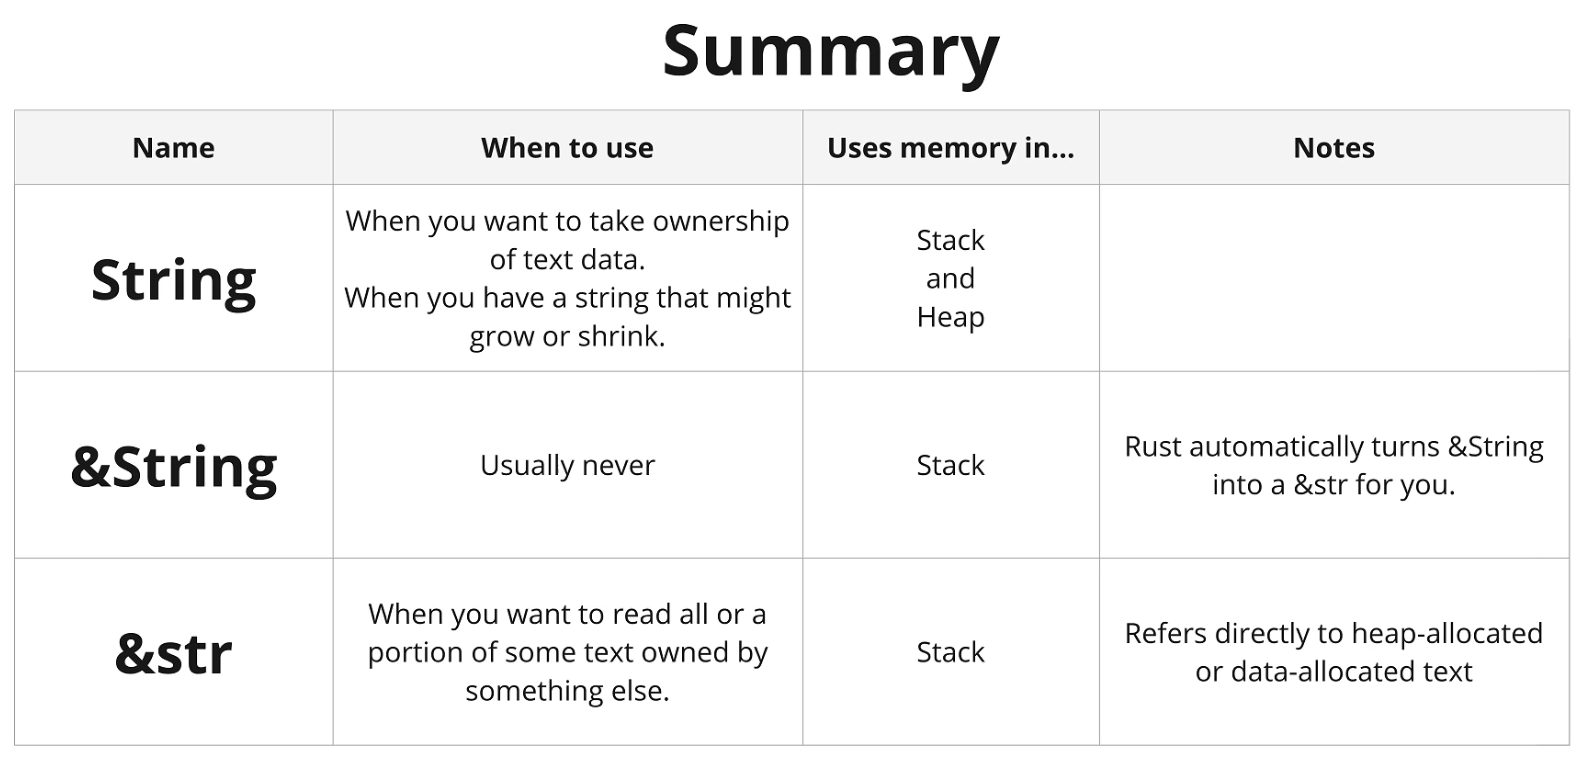 Summary
Name
When to use
Uses memory in...
Notes
String
When you want to take ownership
of text data.
When you have a string that might
grow or shrink.
Stack
and
Heap
&String
Usually never
Stack
Rust automatically turns &String
into a &str for you.
&str
When you want to read all or a
portion of some text owned by
something else.
Stack
Refers directly to heap-allocated
or data-allocated text